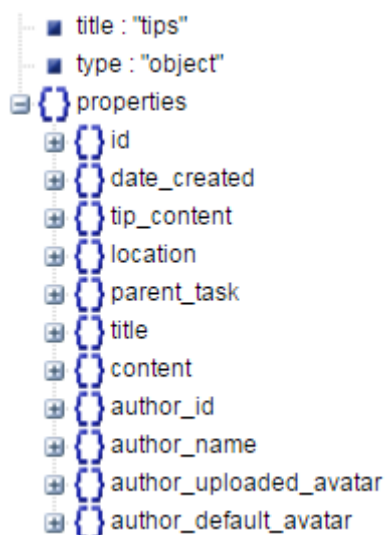 title : "tips"
type : "object"
properties
id
date_created
tip_content
location
parent_task
title
content
author_id
author_name
author_uploaded_avatar
author_default_avatar